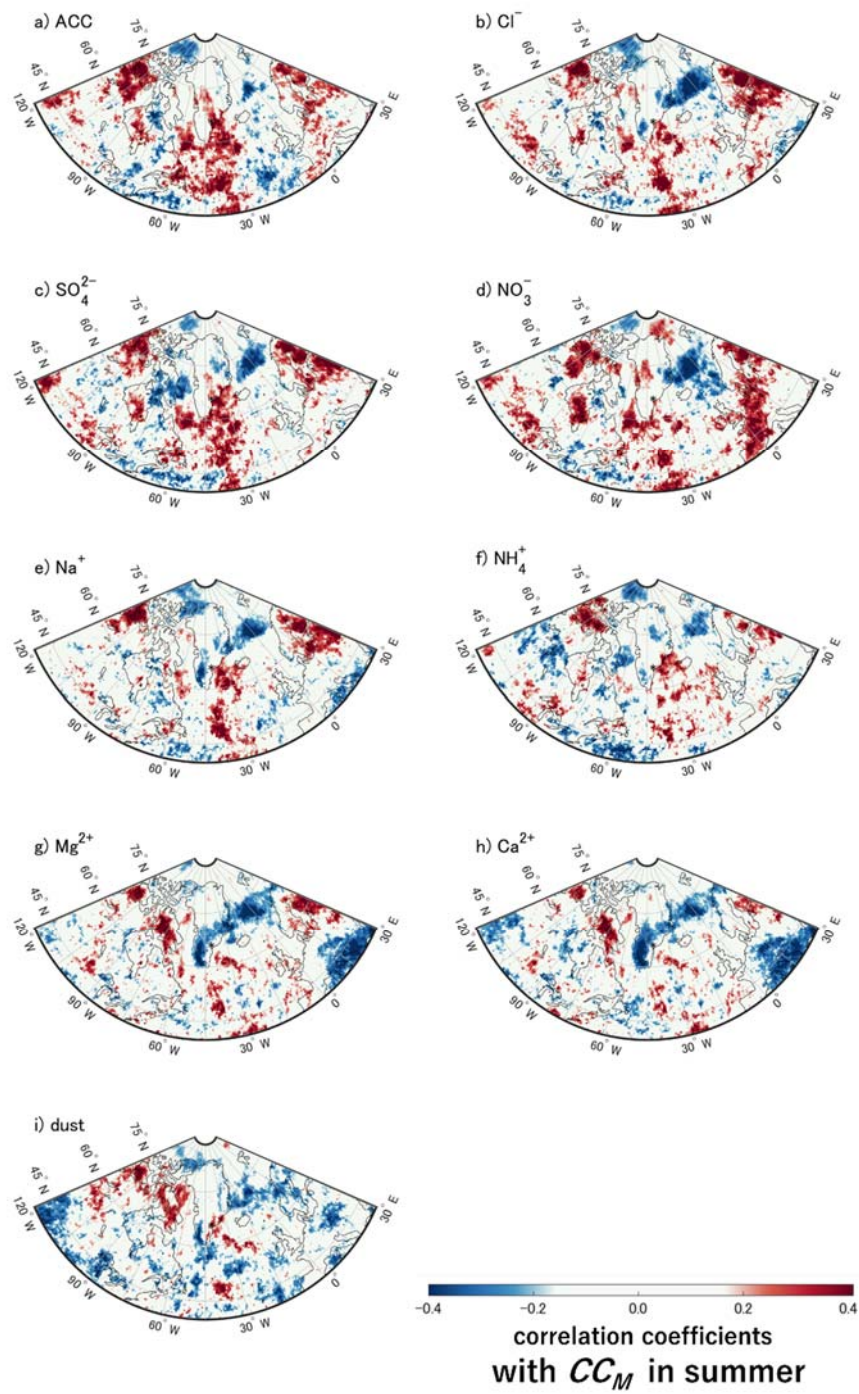 a) ACC
75° N
60° N
45° N
120° W
90° W
60° W
30° W
0°
30° E
b) Cl⁻
75° N
60° N
45° N
120° W
90° W
60° W
30° W
0°
30° E
c) SO₄²⁻
75° N
60° N
45° N
120° W
90° W
60° W
30° W
0°
30° E
d) NO₃⁻
75° N
60° N
45° N
120° W
90° W
60° W
30° W
0°
30° E
e) Na⁺
75° N
60° N
45° N
120° W
90° W
60° W
30° W
0°
30° E
f) NH₄⁺
75° N
60° N
45° N
120° W
90° W
60° W
30° W
0°
30° E
g) Mg²⁺
75° N
60° N
45° N
120° W
90° W
60° W
30° W
0°
30° E
h) Ca²⁺
75° N
60° N
45° N
120° W
90° W
60° W
30° W
0°
30° E
i) dust
75° N
60° N
45° N
120° W
90° W
60° W
30° W
0°
30° E
−0.4 −0.2 0.0 0.2 0.4
correlation coefficients
with CC_M in summer